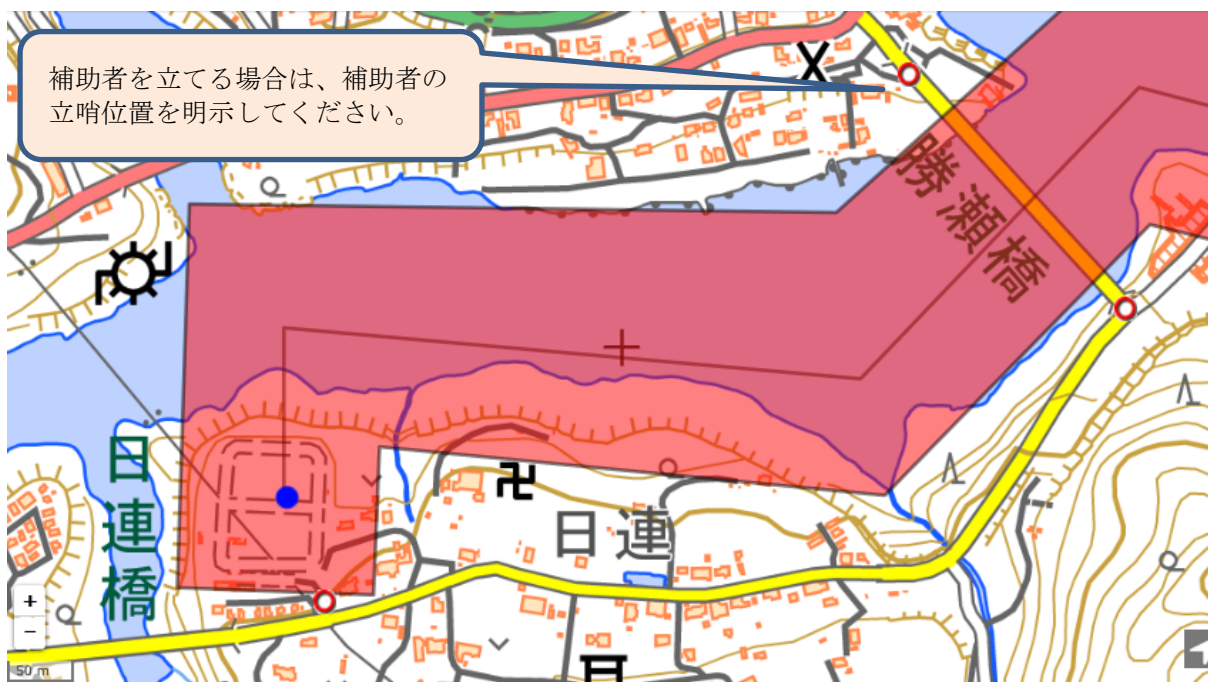 補助者を立てる場合は、補助者の
立哨位置を明示してください。
勝瀬橋
日連橋
日連
+
−
50 m